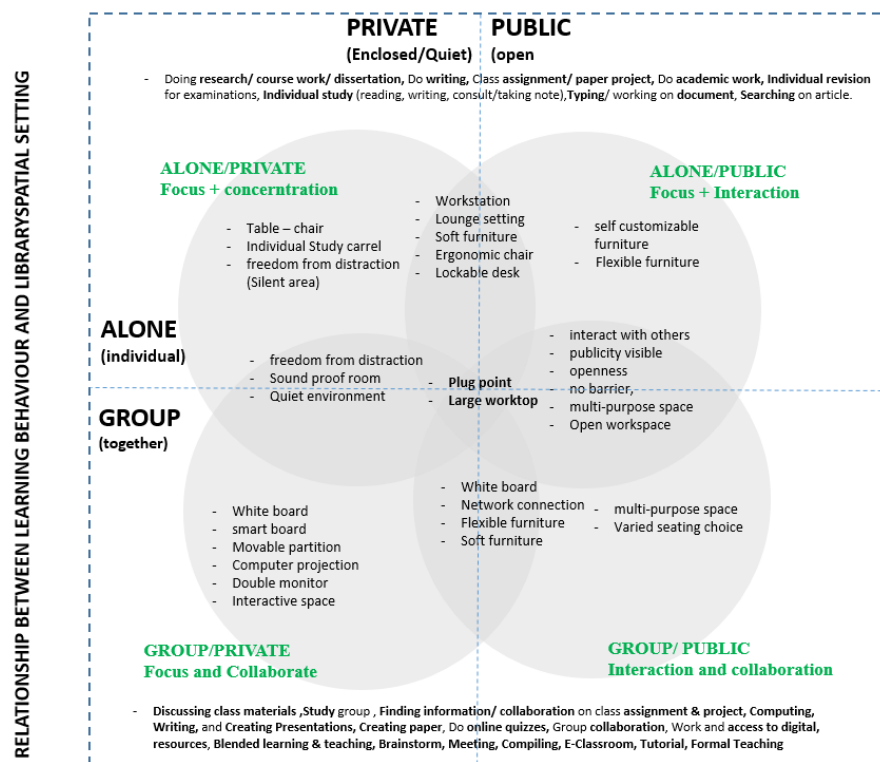 RELATIONSHIP BETWEEN LEARNING BEHAVIOUR AND LIBRARYSPATIAL SETTING
PRIVATE
(Enclosed/Quiet)
PUBLIC
(open
- Doing research/ course work/ dissertation, Do writing, Class assignment/ paper project, Do academic work, Individual revision
for examinations, Individual study (reading, writing, consult/taking note),Typing/ working on document, Searching on article.
ALONE/PRIVATE
Focus + concerntration
ALONE/PUBLIC
Focus + Interaction
- Table – chair
- Individual Study carrel
- freedom from distraction
(Silent area)
- Workstation
- Lounge setting
- Soft furniture
- Ergonomic chair
- Lockable desk
- self customizable
furniture
- Flexible furniture
ALONE
(individual)
- freedom from distraction
- Sound proof room
- Quiet environment
- Plug point
- Large worktop
- interact with others
- publicity visible
- openness
- no barrier,
- multi-purpose space
- Open workspace
GROUP
(together)
- White board
- smart board
- Movable partition
- Computer projection
- Double monitor
- Interactive space
- White board
- Network connection
- Flexible furniture
- Soft furniture
- multi-purpose space
- Varied seating choice
GROUP/PRIVATE
Focus and Collaborate
GROUP/ PUBLIC
Interaction and collaboration
- Discussing class materials ,Study group , Finding information/ collaboration on class assignment & project, Computing,
Writing, and Creating Presentations, Creating paper, Do online quizzes, Group collaboration, Work and access to digital,
resources, Blended learning & teaching, Brainstorm, Meeting, Compiling, E-Classroom, Tutorial, Formal Teaching